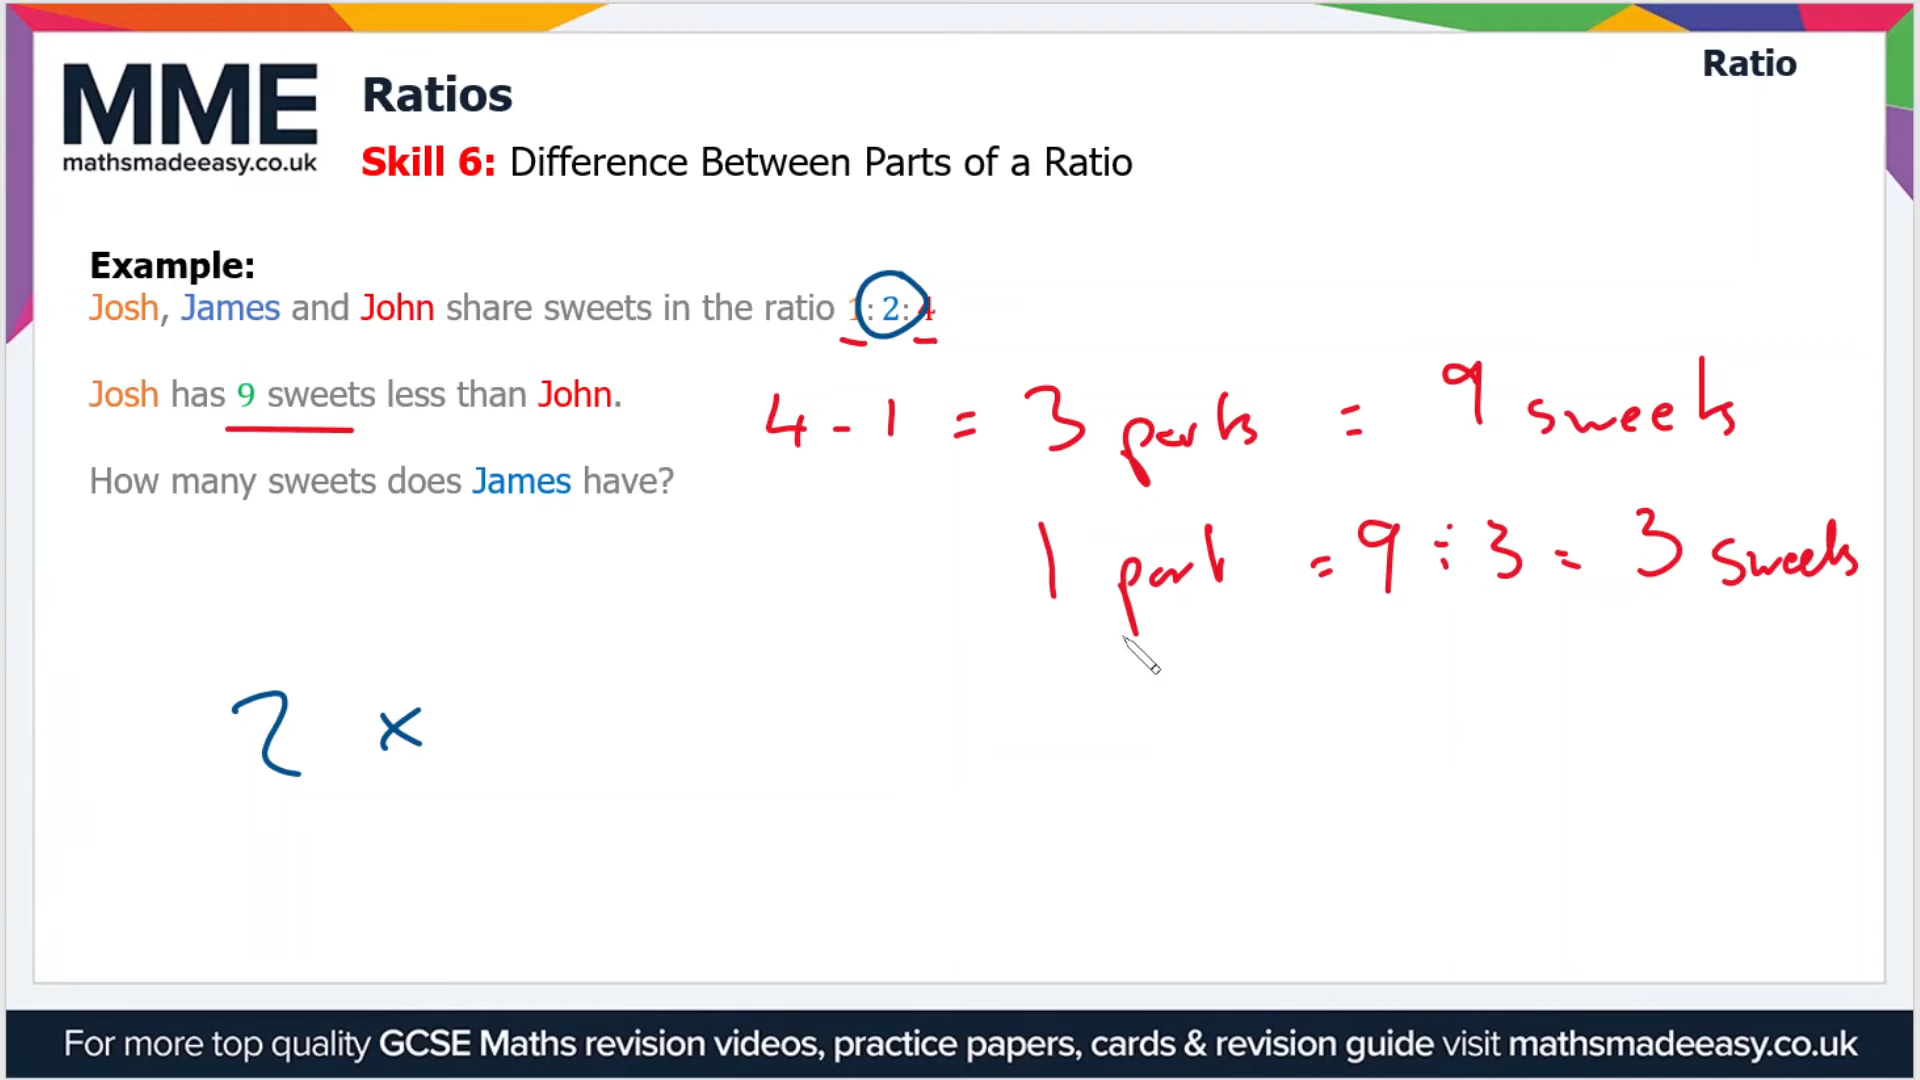 MME
mathsmadeeasy.co.uk
Ratios
Ratio
Skill 6: Difference Between Parts of a Ratio
Example:
Josh, James and John share sweets in the ratio 1:2:4
Josh has 9 sweets less than John.
4 - 1 = 3 parts = 9 sweets
How many sweets does James have?
1 part = 9 ÷ 3 = 3 sweets
2 ×
For more top quality GCSE Maths revision videos, practice papers, cards & revision guide visit mathsmadeeasy.co.uk